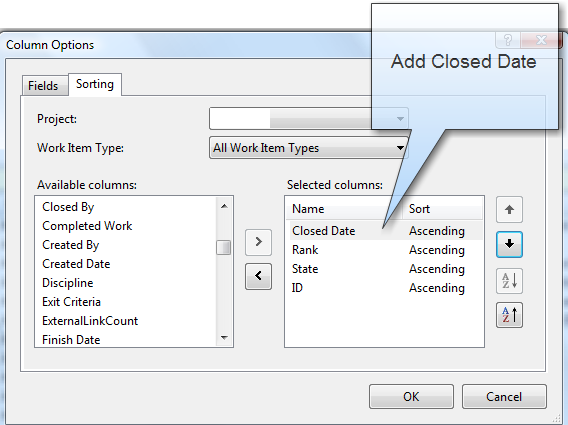 Column Options
Add Closed Date
Fields
Sorting
Project:
Work Item Type:
All Work Item Types
Available columns:
Selected columns:
Closed By
Completed Work
Created By
Created Date
Discipline
Exit Criteria
ExternalLinkCount
Finish Date
Name Sort
Closed Date Ascending
Rank Ascending
State Ascending
ID Ascending
A
Z
A
Z
OK
Cancel